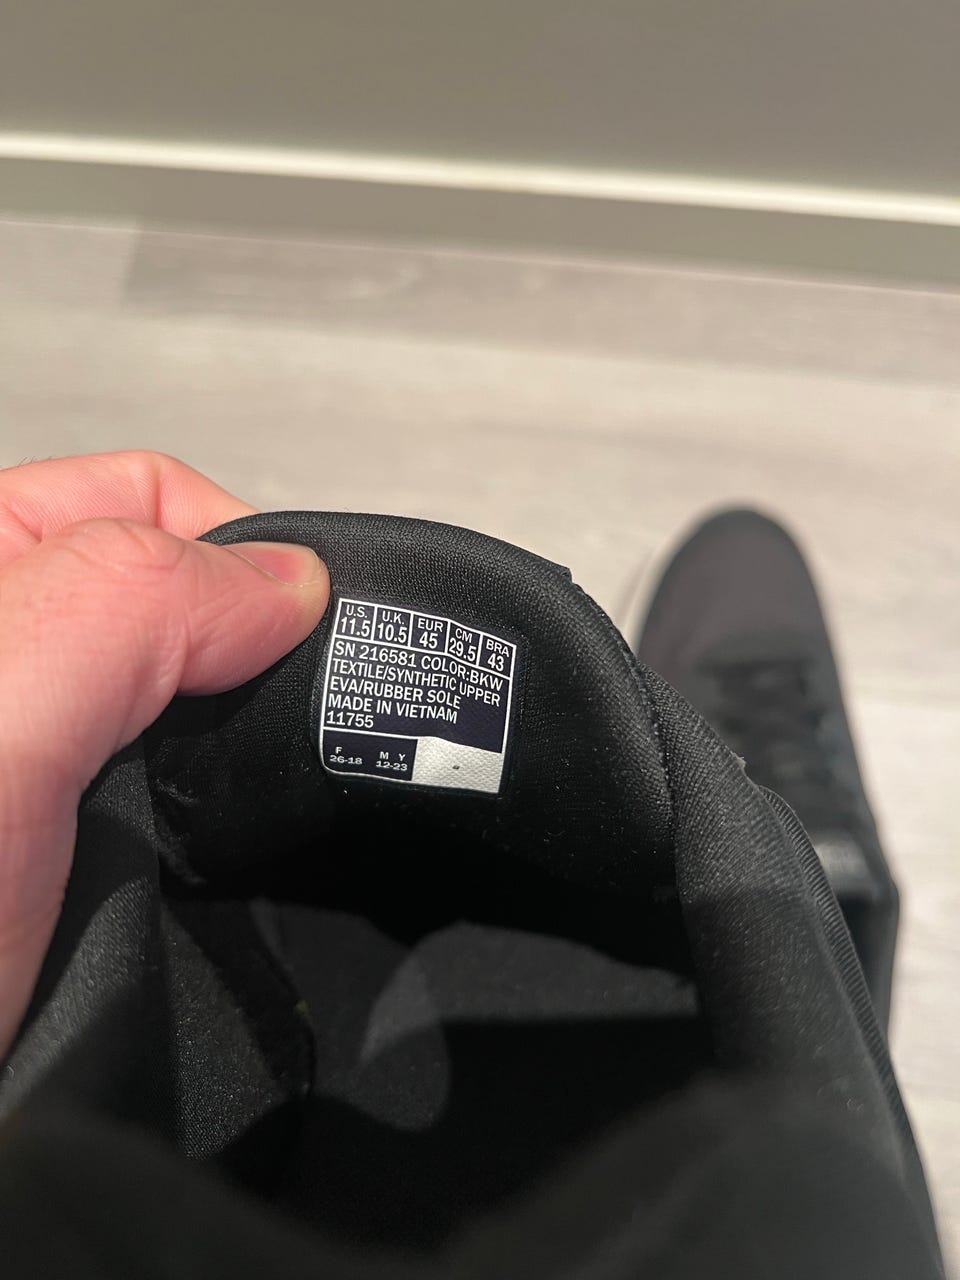 U.S. U.K. EUR CM BRA
11.5 10.5 45 29.5 43
SN 216581 COLOR:BKW
TEXTILE/SYNTHETIC UPPER
EVA/RUBBER SOLE
MADE IN VIETNAM
11755
F M Y
26-18 12-23